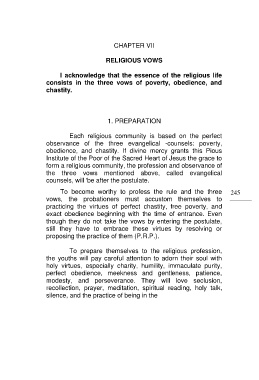 CHAPTER VII
RELIGIOUS VOWS
I acknowledge that the essence of the religious life
consists in the three vows of poverty, obedience, and
chastity.
1. PREPARATION
Each religious community is based on the perfect
observance of the three evangelical -counsels: poverty,
obedience, and chastity. If divine mercy grants this Pious
Institute of the Poor of the Sacred Heart of Jesus the grace to
form a religious community, the profession and observance of
the three vows mentioned above, called evangelical
counsels, will 'be after the postulate.
To become worthy to profess the rule and the three
vows, the probationers must accustom themselves to
practicing the virtues of perfect chastity, free poverty, and
exact obedience beginning with the time of entrance. Even
though they do not take the vows by entering the postulate,
still they have to embrace these virtues by resolving or
proposing the practice of them (P.R.P.).
245
To prepare themselves to the religious profession,
the youths will pay careful attention to adorn their soul with
holy virtues, especially charity, humility, immaculate purity,
perfect obedience, meekness and gentleness, patience,
modesty, and perseverance. They will love seclusion,
recollection, prayer, meditation, spiritual reading, holy talk,
silence, and the practice of being in the